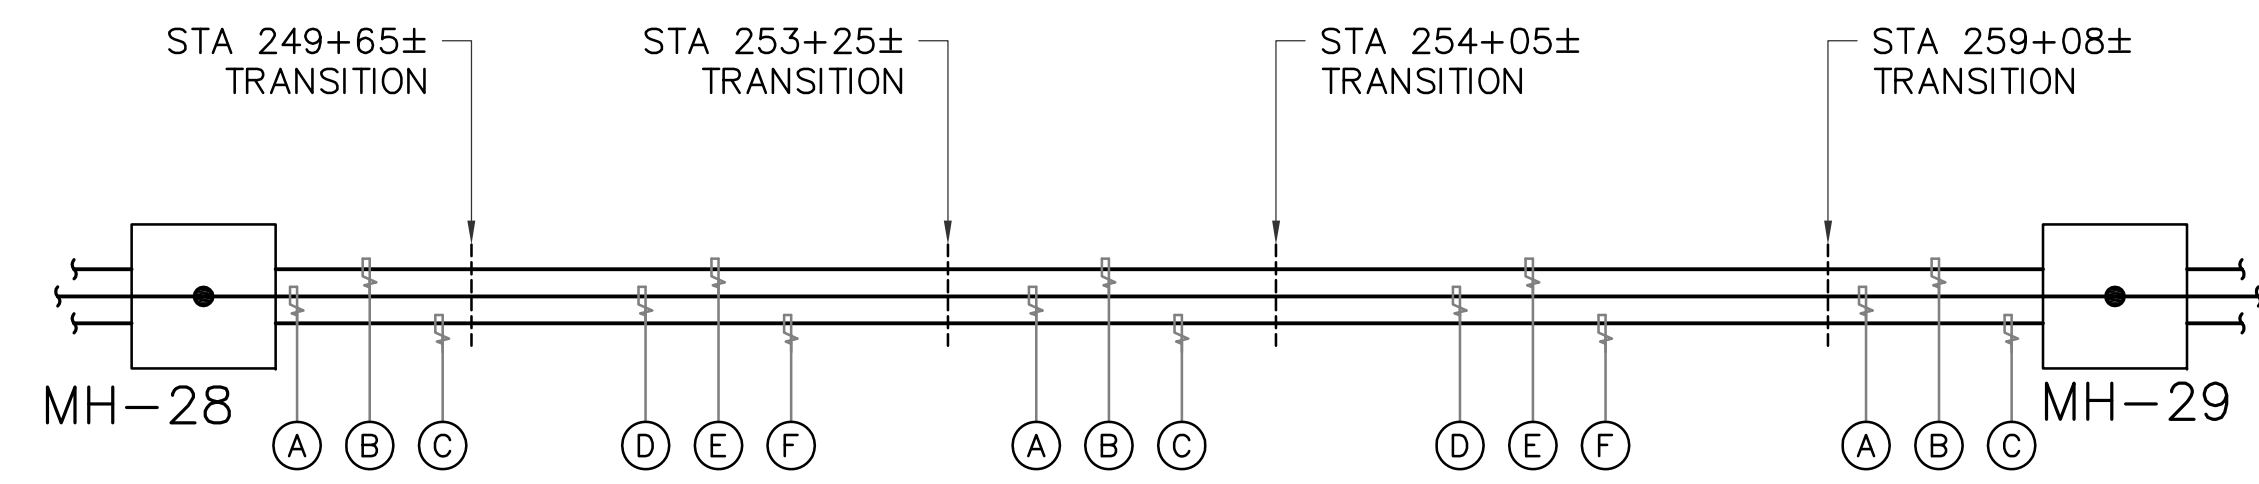 STA 249+65±
TRANSITION
STA 253+25±
TRANSITION
STA 254+05±
TRANSITION
STA 259+08±
TRANSITION
MH-28
MH-29
A B C D E F A B C D E F A B C